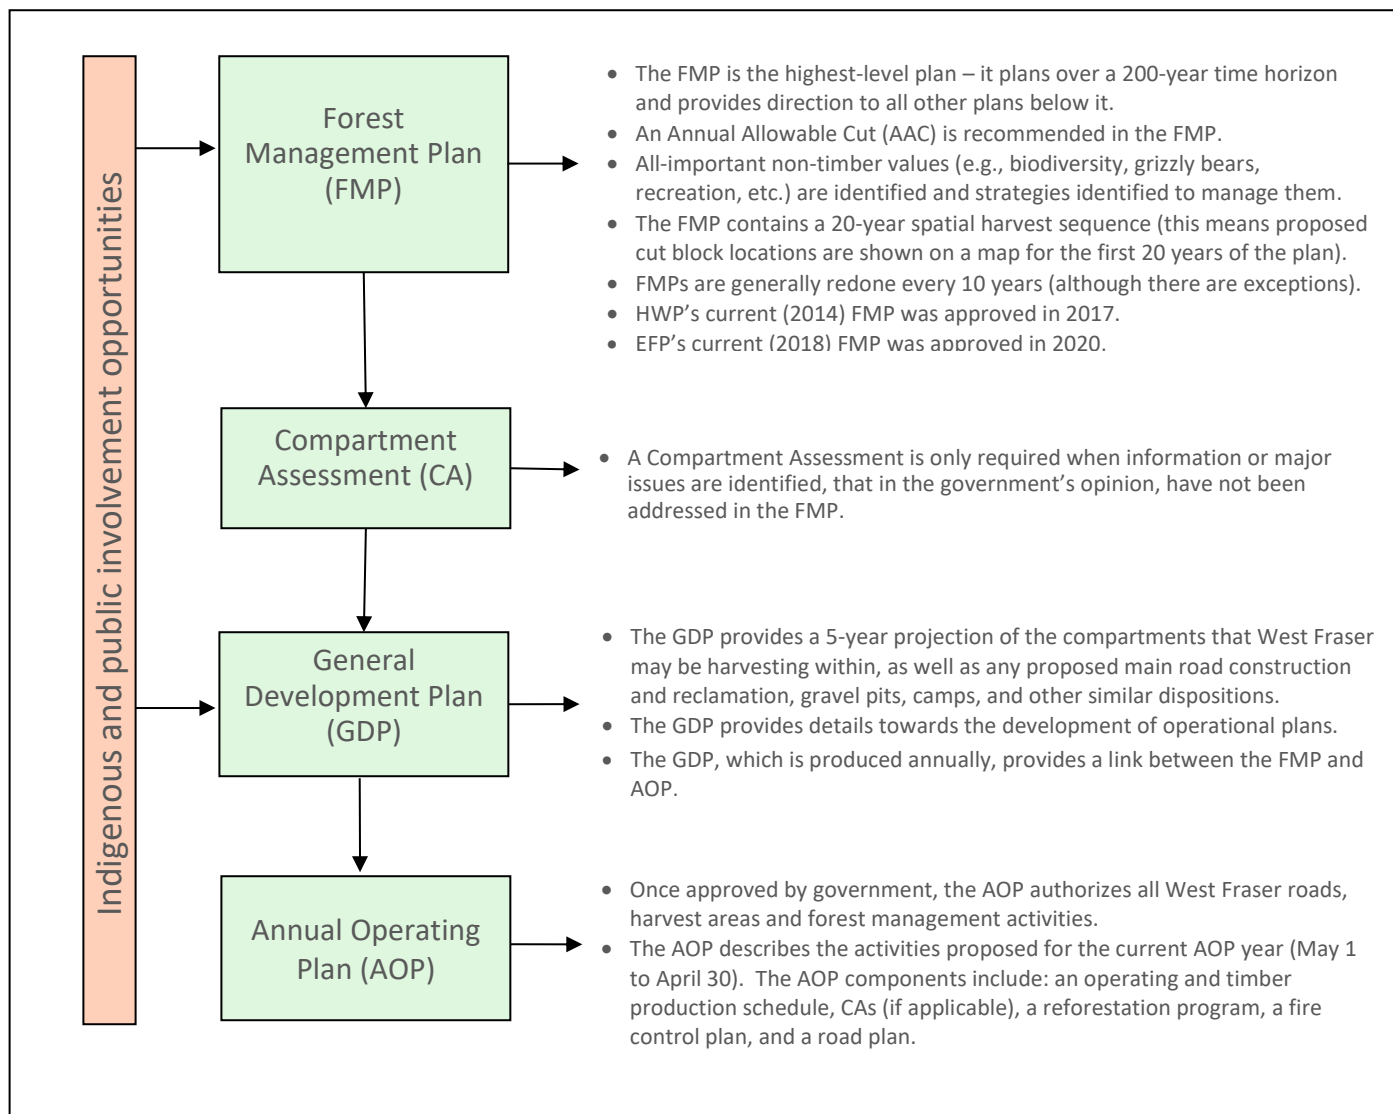 Indigenous and public involvement opportunities
Forest
Management Plan
(FMP)
• The FMP is the highest-level plan – it plans over a 200-year time horizon
and provides direction to all other plans below it.
• An Annual Allowable Cut (AAC) is recommended in the FMP.
• All-important non-timber values (e.g., biodiversity, grizzly bears,
recreation, etc.) are identified and strategies identified to manage them.
• The FMP contains a 20-year spatial harvest sequence (this means proposed
cut block locations are shown on a map for the first 20 years of the plan).
• FMPs are generally redone every 10 years (although there are exceptions).
• HWP’s current (2014) FMP was approved in 2017.
• EFP’s current (2018) FMP was approved in 2020.
Compartment
Assessment (CA)
• A Compartment Assessment is only required when information or major
issues are identified, that in the government’s opinion, have not been
addressed in the FMP.
General
Development Plan
(GDP)
• The GDP provides a 5-year projection of the compartments that West Fraser
may be harvesting within, as well as any proposed main road construction
and reclamation, gravel pits, camps, and other similar dispositions.
• The GDP provides details towards the development of operational plans.
• The GDP, which is produced annually, provides a link between the FMP and
AOP.
Annual Operating
Plan (AOP)
• Once approved by government, the AOP authorizes all West Fraser roads,
harvest areas and forest management activities.
• The AOP describes the activities proposed for the current AOP year (May 1
to April 30).  The AOP components include: an operating and timber
production schedule, CAs (if applicable), a reforestation program, a fire
control plan, and a road plan.